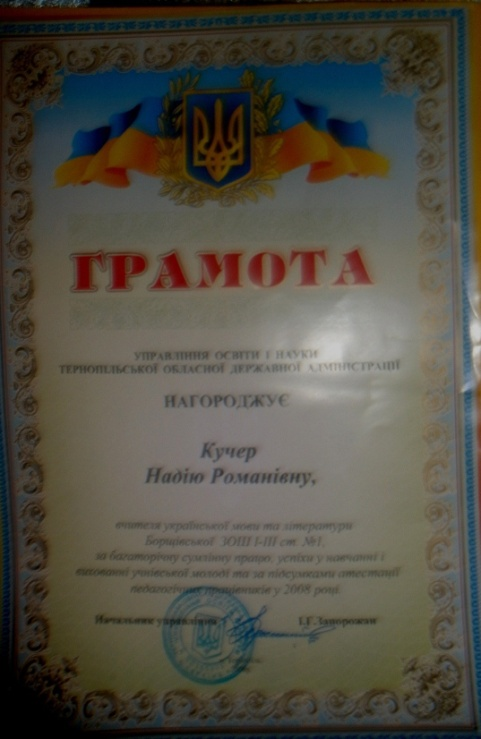 ГРАМОТА
УПРАВЛІННЯ ОСВІТИ І НАУКИ
ТЕРНОПІЛЬСЬКОЇ ОБЛАСНОЇ ДЕРЖАВНОЇ АДМІНІСТРАЦІЇ
НАГОРОДЖУЄ
Кучер
Надію Романівну,
вчителя української мови та літератури
Борщівської ЗОШ І-ІІІ ст. №1,
за багаторічну сумлінну працю, успіхи у навчанні і
вихованні учнівської молоді та за підсумками атестації
педагогічних працівників у 2008 році.
Начальник управління І.Г.Запорожан